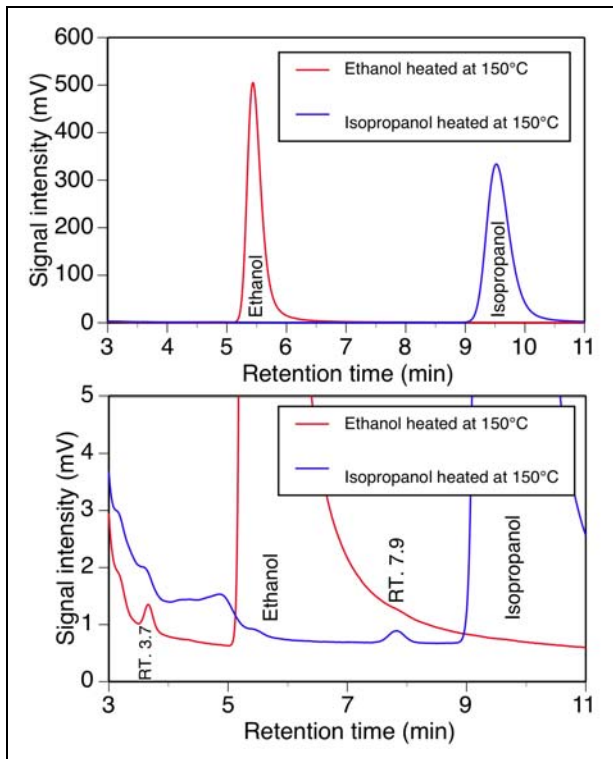 600
500
400
300
200
100
0
Signal intensity (mV)
Ethanol heated at 150°C
Isopropanol heated at 150°C
Ethanol
Isopropanol
3 4 5 6 7 8 9 10 11
Retention time (min)
5
4
3
2
1
0
Signal intensity (mV)
Ethanol heated at 150°C
Isopropanol heated at 150°C
RT. 3.7
Ethanol
RT. 7.9
Isopropanol
3 5 7 9 11
Retention time (min)